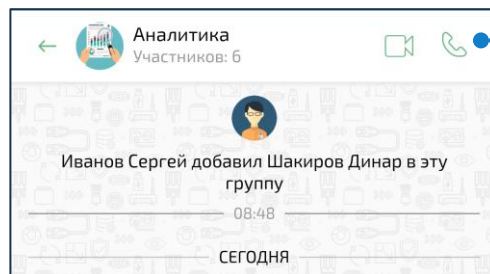 Аналитика
Участников: 6
Иванов Сергей добавил Шакиров Динар в эту
группу
08:48
СЕГОДНЯ